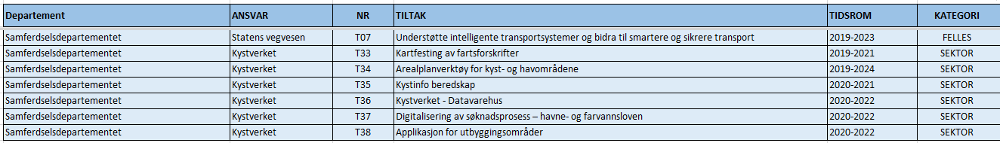 Departement ANSVAR NR TILTAK TIDSROM KATEGORI
Samferdselsdepartementet Statens vegvesen T07 Understøtte intelligente transportsystemer og bidra til smartere og sikrere transport 2019-2023 FELLES
Samferdselsdepartementet Kystverket T33 Kartfesting av fartsforskrifter 2019-2021 SEKTOR
Samferdselsdepartementet Kystverket T34 Arealplanverktøy for kyst- og havområdene 2019-2024 SEKTOR
Samferdselsdepartementet Kystverket T35 Kystinfo beredskap 2020-2021 SEKTOR
Samferdselsdepartementet Kystverket T36 Kystverket - Datavarehus 2020-2022 SEKTOR
Samferdselsdepartementet Kystverket T37 Digitalisering av søknadsprosess – havne- og farvannsloven 2020-2022 SEKTOR
Samferdselsdepartementet Kystverket T38 Applikasjon for utbyggingsområder 2020-2022 SEKTOR